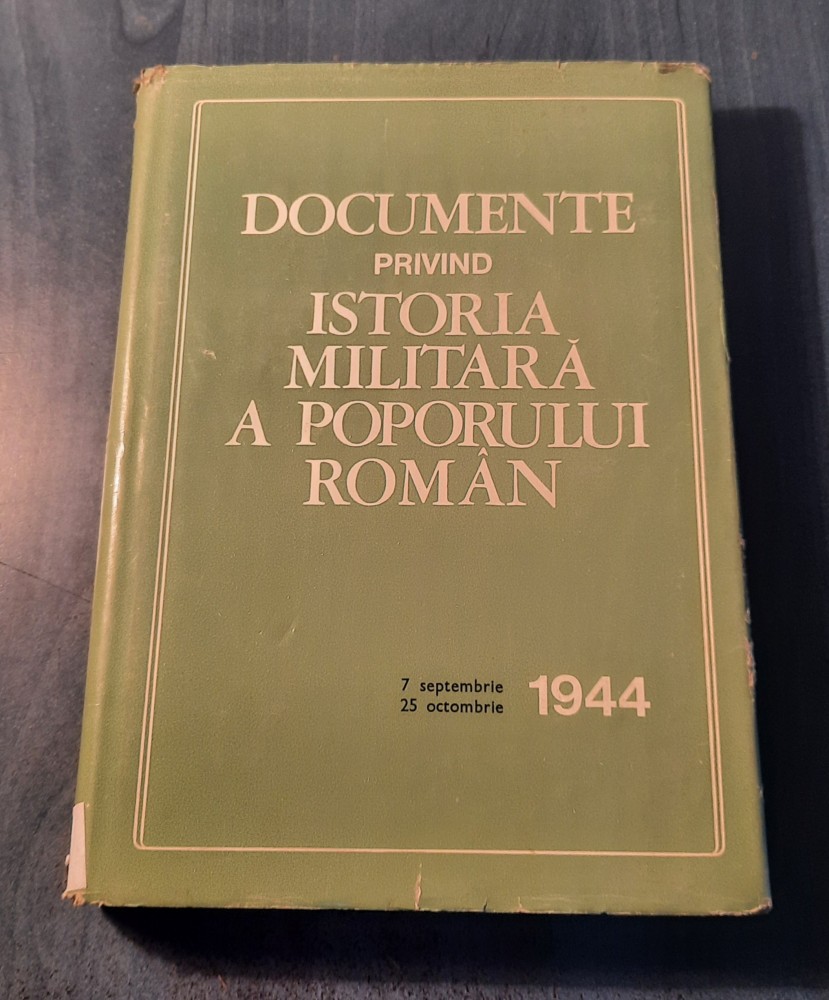 DOCUMENTE
PRIVIND
ISTORIA
MILITARĂ
A POPORULUI
ROMÂN
7 septembrie
25 octombrie
1944